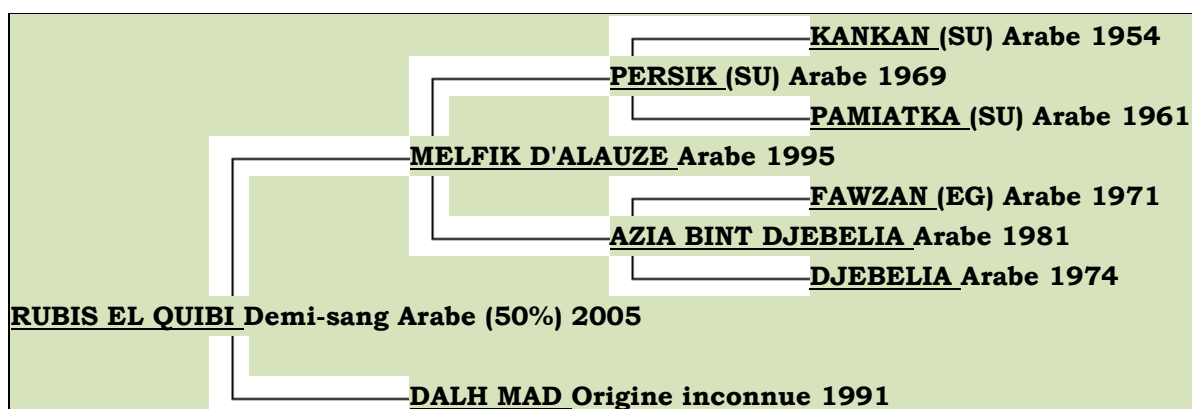 KANKAN (SU) Arabe 1954
PERSIK (SU) Arabe 1969
PAMIATKA (SU) Arabe 1961
MELFIK D'ALAUZE Arabe 1995
FAWZAN (EG) Arabe 1971
AZIA BINT DJEBELIA Arabe 1981
DJEBELIA Arabe 1974
RUBIS EL QUIBI Demi-sang Arabe (50%) 2005
DALH MAD Origine inconnue 1991